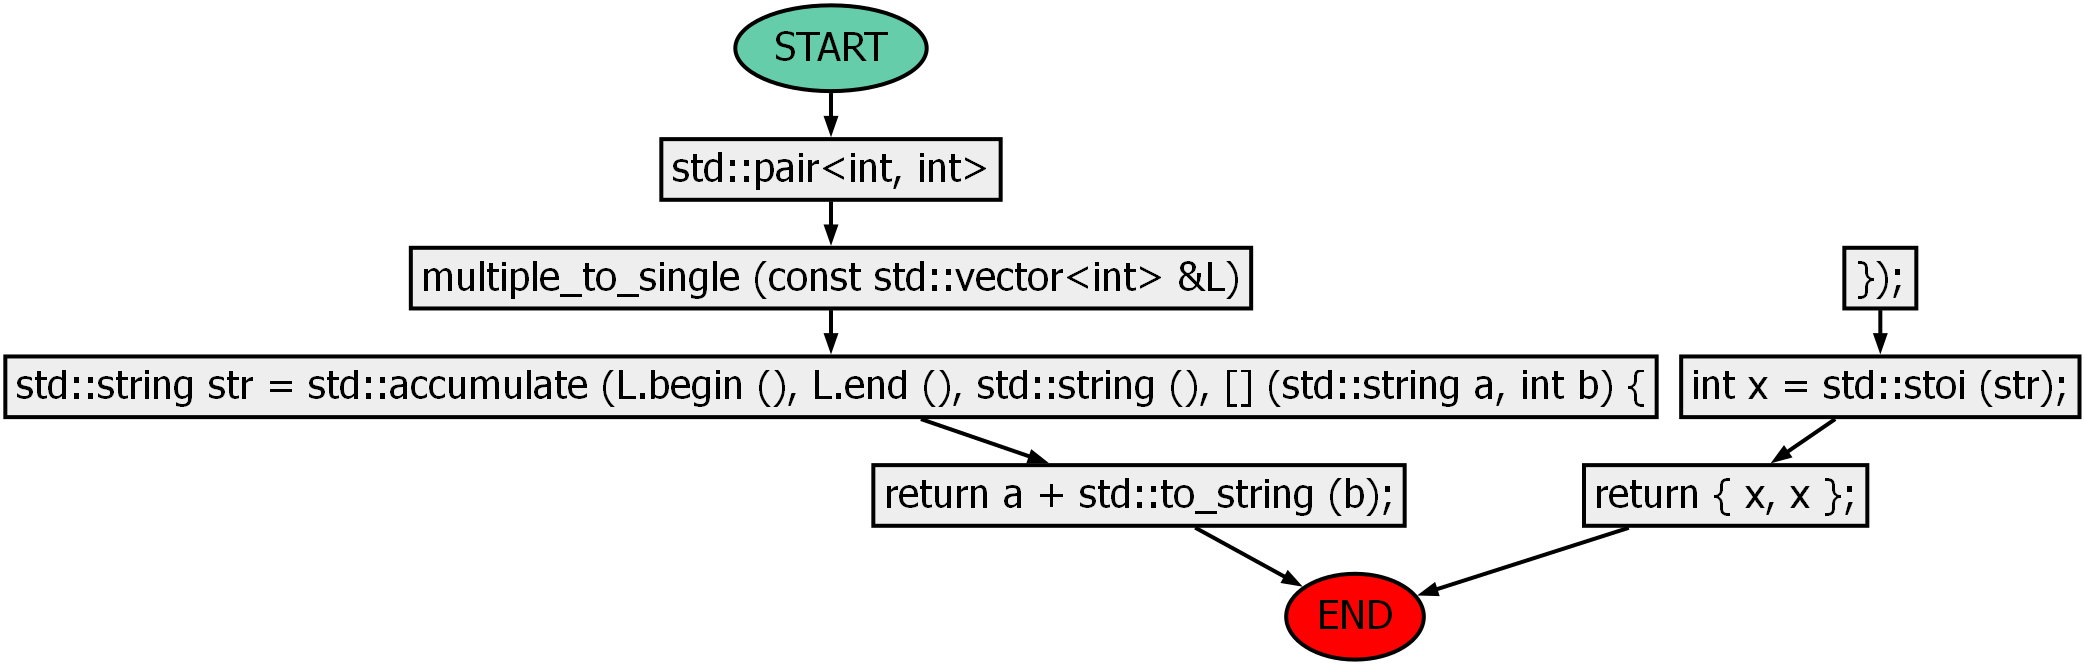 START
std::pair<int, int>
multiple_to_single (const std::vector<int> &L)
});
std::string str = std::accumulate (L.begin (), L.end (), std::string (), [] (std::string a, int b) {
int x = std::stoi (str);
return a + std::to_string (b);
return { x, x };
END